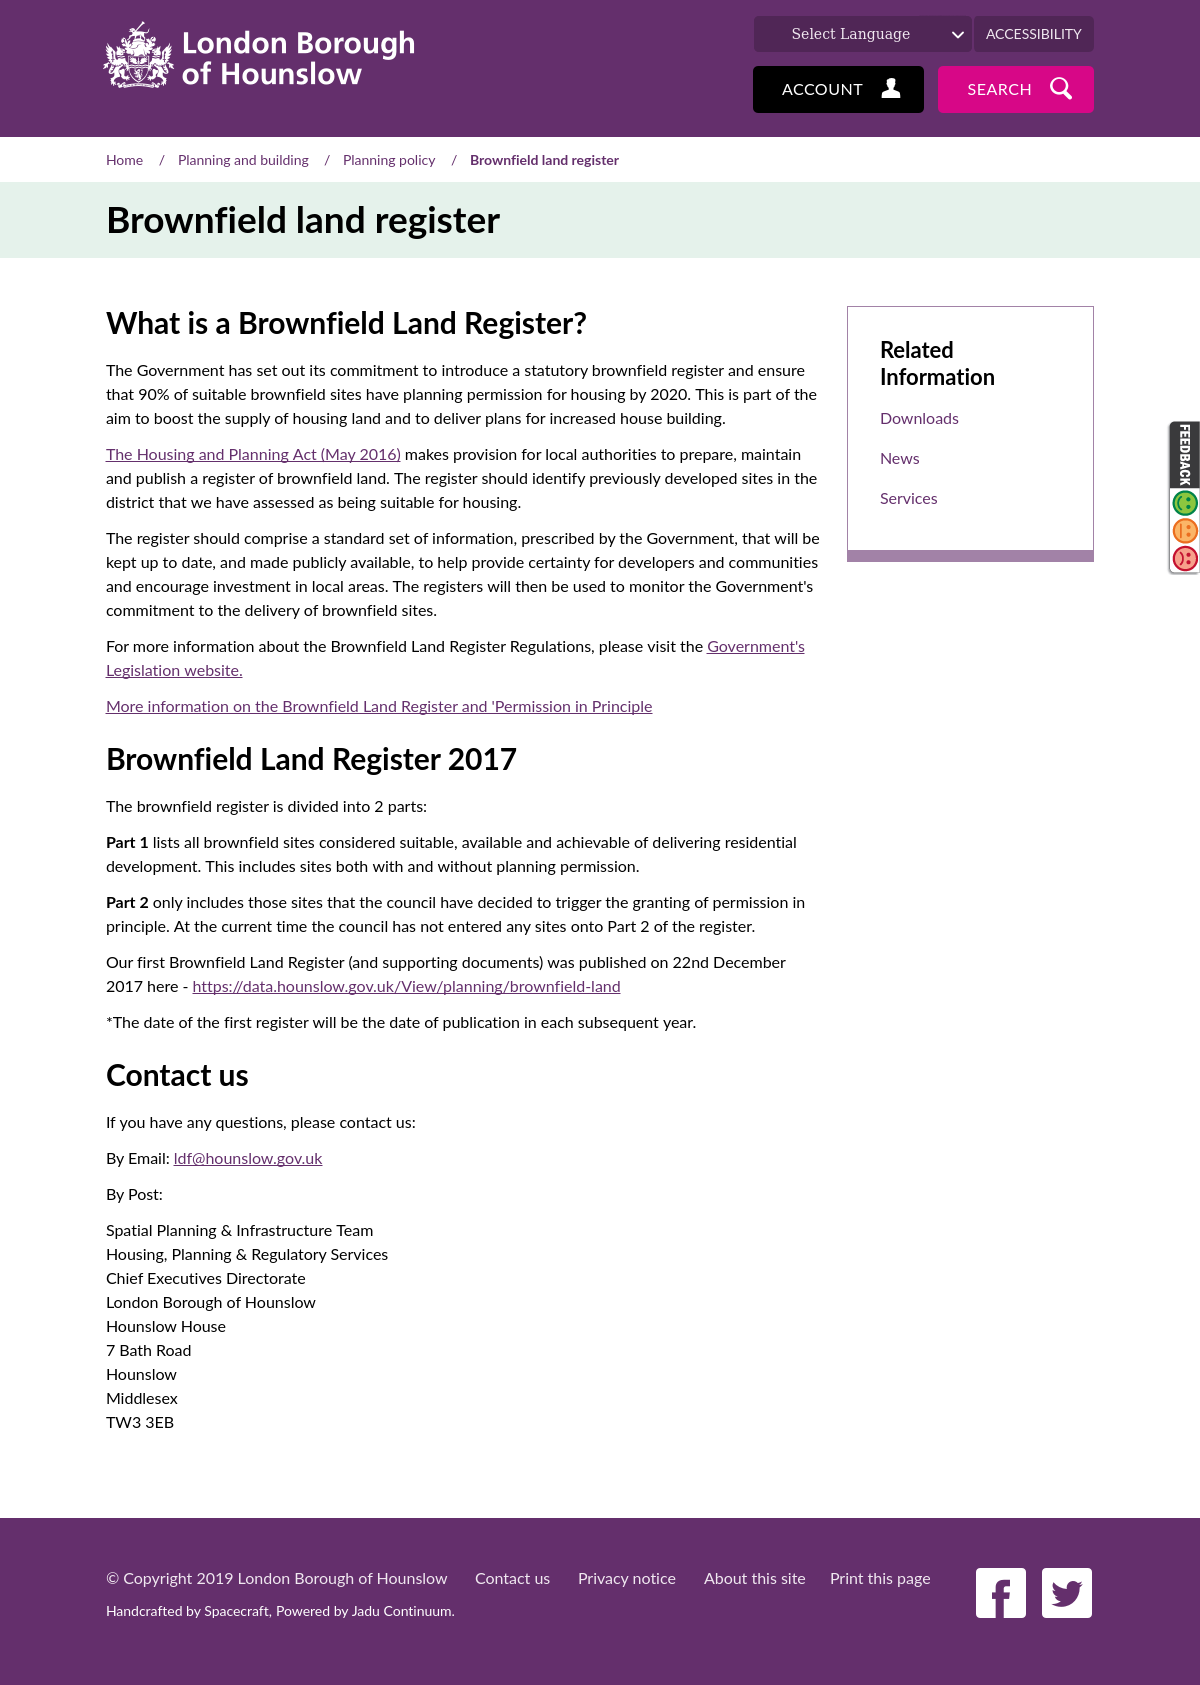 London Borough
of Hounslow
Select Language
ACCESSIBILITY
ACCOUNT
SEARCH
Home / Planning and building / Planning policy / Brownfield land register
Brownfield land register
What is a Brownfield Land Register?
The Government has set out its commitment to introduce a statutory brownfield register and ensure
that 90% of suitable brownfield sites have planning permission for housing by 2020. This is part of the
aim to boost the supply of housing land and to deliver plans for increased house building.
The Housing and Planning Act (May 2016) makes provision for local authorities to prepare, maintain
and publish a register of brownfield land. The register should identify previously developed sites in the
district that we have assessed as being suitable for housing.
The register should comprise a standard set of information, prescribed by the Government, that will be
kept up to date, and made publicly available, to help provide certainty for developers and communities
and encourage investment in local areas. The registers will then be used to monitor the Government's
commitment to the delivery of brownfield sites.
For more information about the Brownfield Land Register Regulations, please visit the Government's
Legislation website.
More information on the Brownfield Land Register and 'Permission in Principle
Brownfield Land Register 2017
The brownfield register is divided into 2 parts:
Part 1 lists all brownfield sites considered suitable, available and achievable of delivering residential
development. This includes sites both with and without planning permission.
Part 2 only includes those sites that the council have decided to trigger the granting of permission in
principle. At the current time the council has not entered any sites onto Part 2 of the register.
Our first Brownfield Land Register (and supporting documents) was published on 22nd December
2017 here - https://data.hounslow.gov.uk/View/planning/brownfield-land
*The date of the first register will be the date of publication in each subsequent year.
Contact us
If you have any questions, please contact us:
By Email: ldf@hounslow.gov.uk
By Post:
Spatial Planning & Infrastructure Team
Housing, Planning & Regulatory Services
Chief Executives Directorate
London Borough of Hounslow
Hounslow House
7 Bath Road
Hounslow
Middlesex
TW3 3EB
Related
Information
Downloads
News
Services
FEEDBACK
© Copyright 2019 London Borough of Hounslow Contact us Privacy notice About this site Print this page
Handcrafted by Spacecraft, Powered by Jadu Continuum.